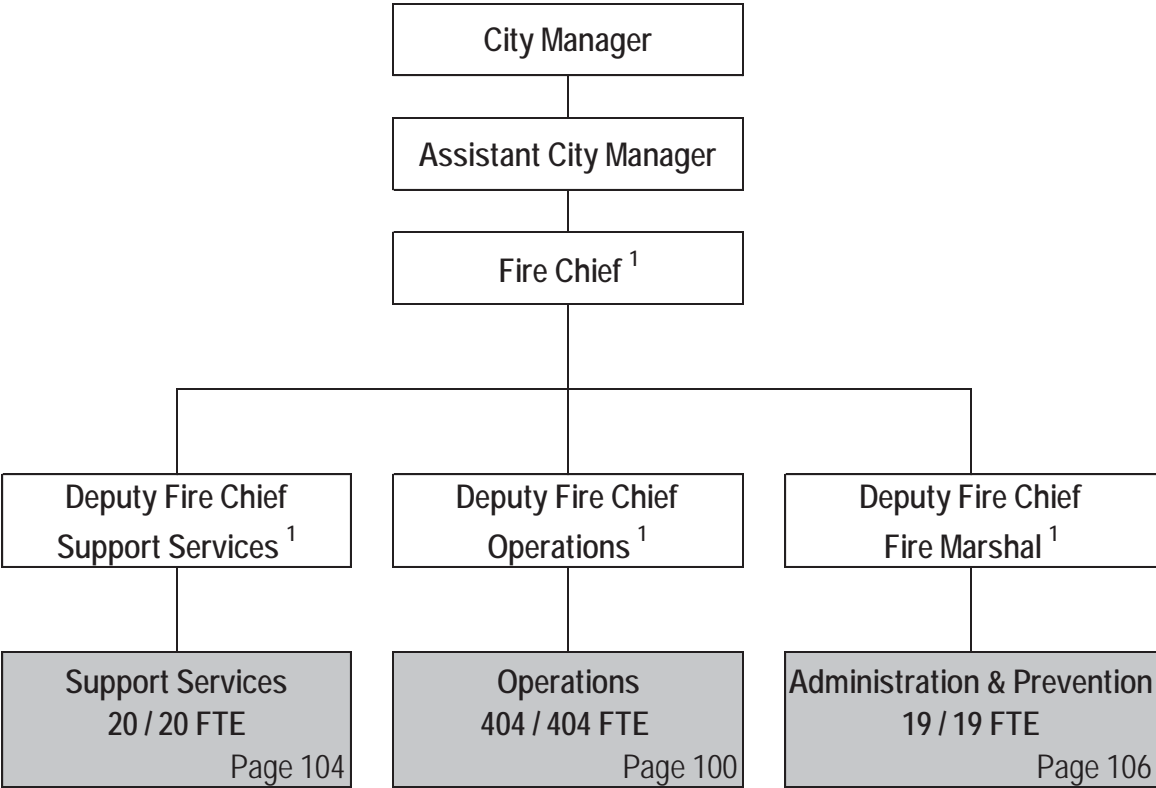 City Manager
Assistant City Manager
Fire Chief 1
Deputy Fire Chief
Support Services 1
Deputy Fire Chief
Operations 1
Deputy Fire Chief
Fire Marshal 1
Support Services
20 / 20 FTE
Page 104
Operations
404 / 404 FTE
Page 100
Administration & Prevention
19 / 19 FTE
Page 106